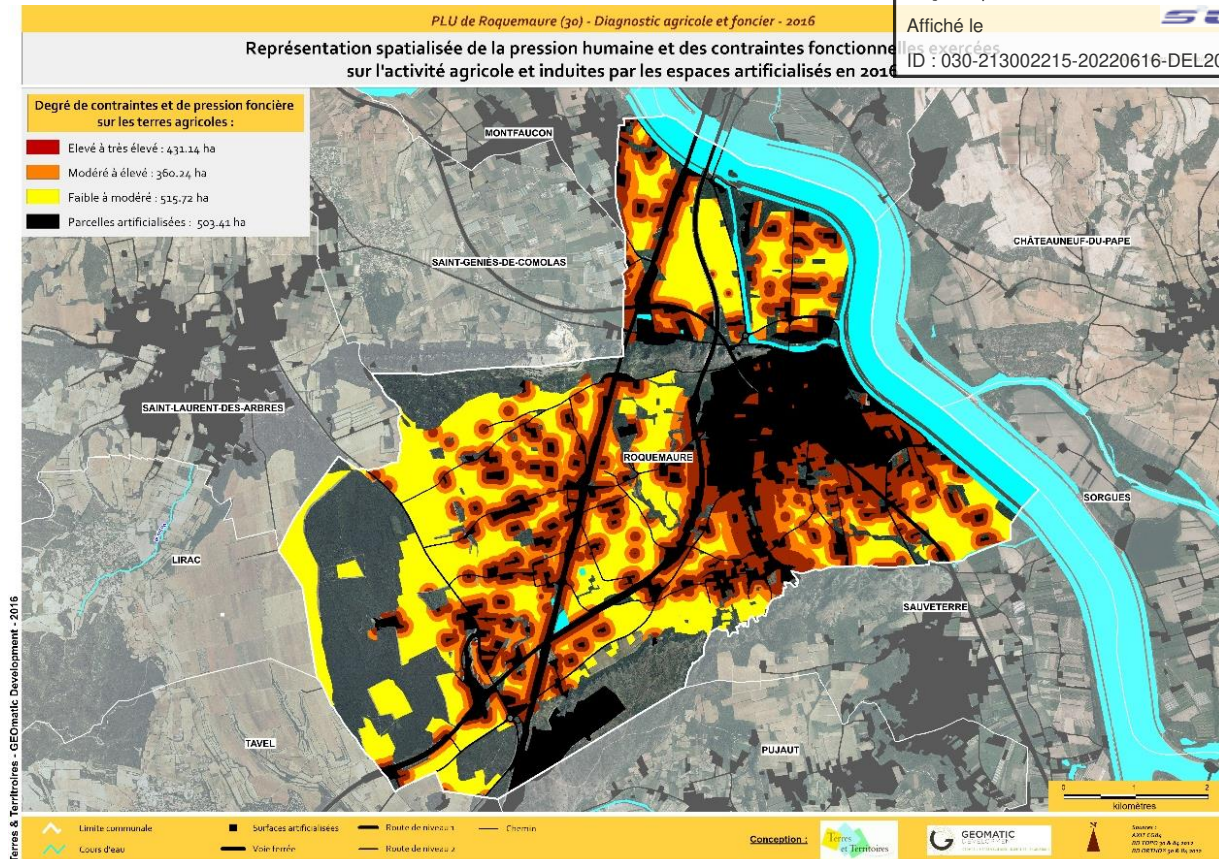 PLU de Roquemaure (30) - Diagnostic agricole et foncier - 2016
Affiché le
ID : 030-213002215-20220616-DEL20
Représentation spatialisée de la pression humaine et des contraintes fonctionnelles exercées
sur l'activité agricole et induites par les espaces artificialisés en 2016
Degré de contraintes et de pression foncière
sur les terres agricoles :
Elevé à très élevé : 431.14 ha
Modéré à élevé : 360.24 ha
Faible à modéré : 515.72 ha
Parcelles artificialisées : 503.41 ha
MONTFAUCON
SAINT-GENIÈS-DE-COMOLAS
CHÂTEAUNEUF-DU-PAPE
SAINT-LAURENT-DES-ARBRES
ROQUEMAURE
SORGUES
LIRAC
SAUVETERRE
TAVEL
PUJAUT
Terres & Territroires - GEOmatic Development - 2016
0 1 2
kilomètres
Limite communale
Surfaces artificialisées
Route de niveau 1
Chemin
Cours d'eau
Voie ferrée
Route de niveau 2
Conception :
Terres
et Territoires
GEOMATIC
N
Sources :